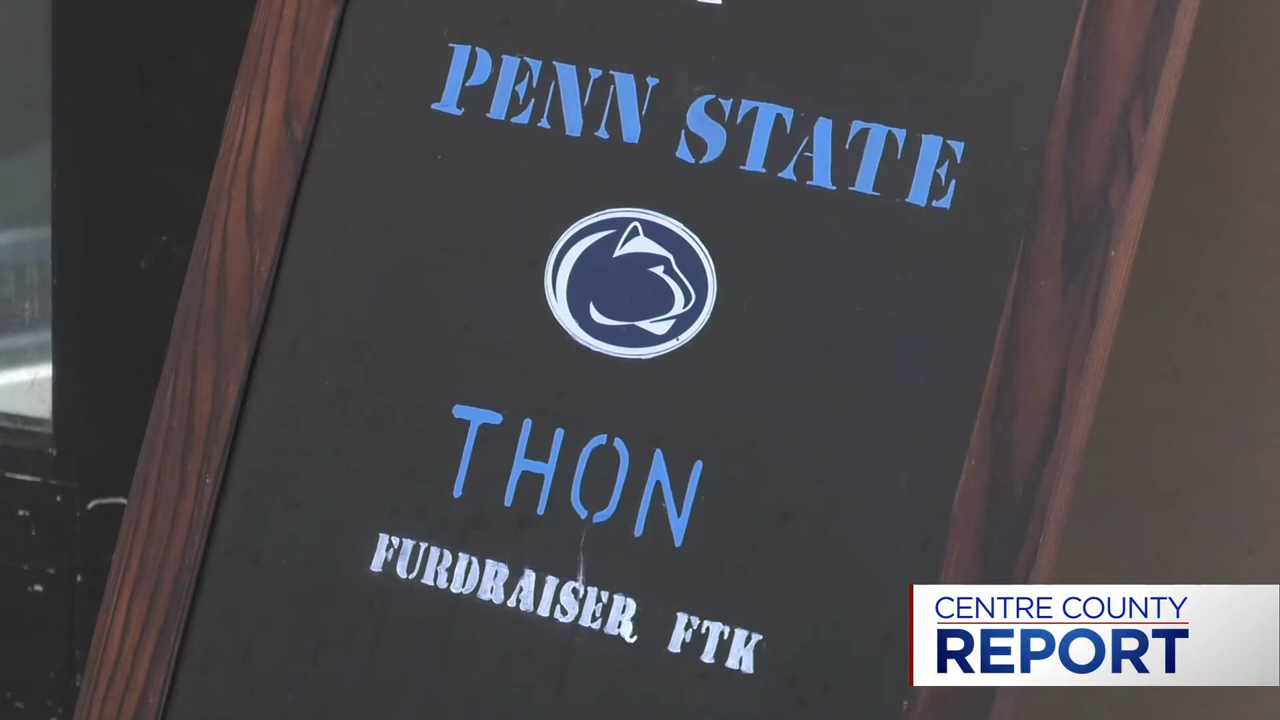 PENN STATE
THON
FURDRAISER FTK
CENTRE COUNTY
REPORT